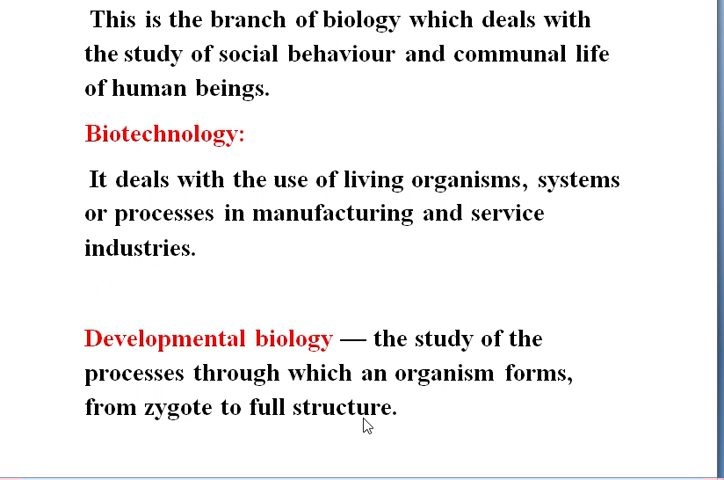 This is the branch of biology which deals with
the study of social behaviour and communal life
of human beings.
Biotechnology:
It deals with the use of living organisms, systems
or processes in manufacturing and service
industries.
Developmental biology — the study of the
processes through which an organism forms,
from zygote to full structure.